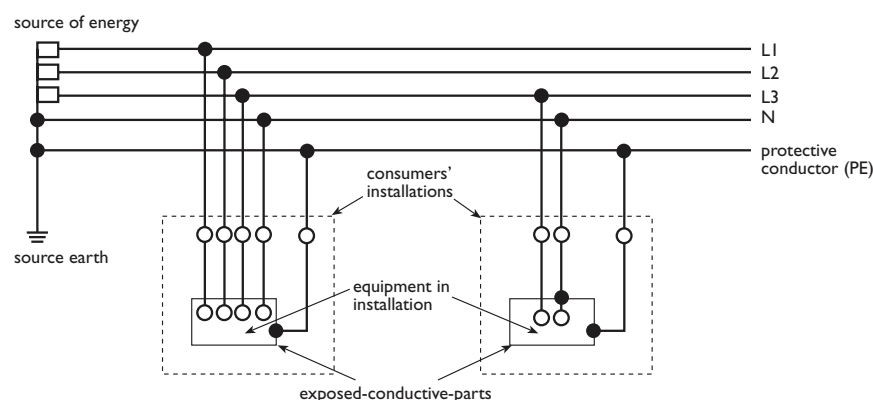 source of energy
L1
L2
L3
N
protective
conductor (PE)
consumers'
installations
source earth
equipment in
installation
exposed-conductive-parts